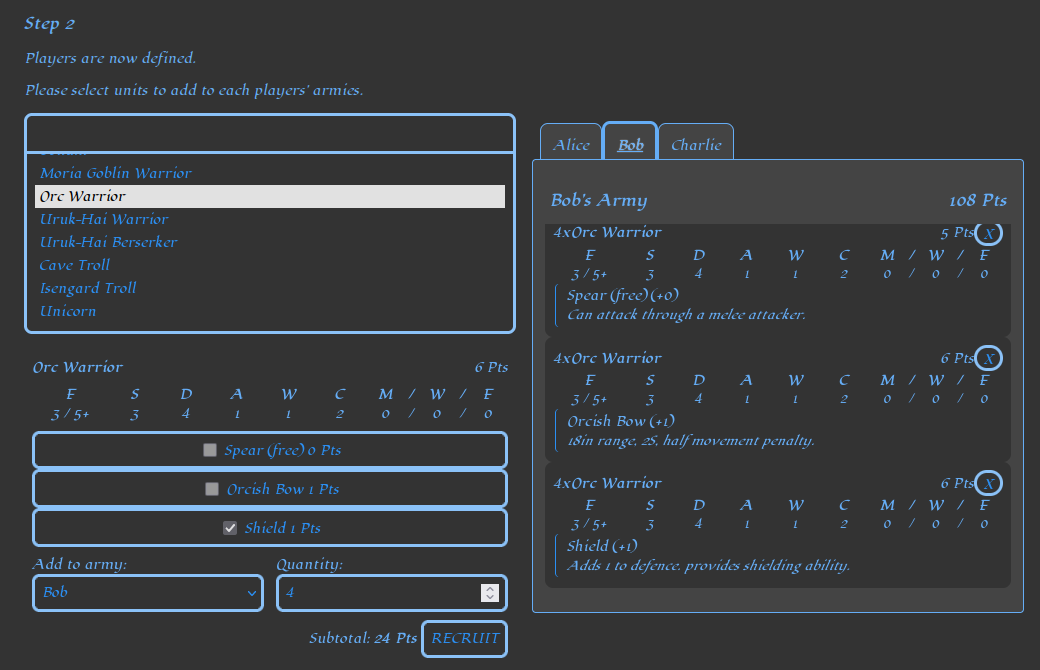 Step 2
Players are now defined.
Please select units to add to each players' armies.
Moria Goblin Warrior
Orc Warrior
Uruk-Hai Warrior
Uruk-Hai Berserker
Cave Troll
Isengard Troll
Unicorn
Orc Warrior 6 Pts
F S D A W C M / W / F
3 / 5+ 3 4 1 1 2 0 / 0 / 0
Spear (free) 0 Pts
Orcish Bow 1 Pts
Shield 1 Pts
Add to army: Quantity:
Bob 4
Subtotal: 24 Pts RECRUIT
Alice Bob Charlie
Bob's Army 108 Pts
4xOrc Warrior 5 Pts X
F S D A W C M / W / F
3 / 5+ 3 4 1 1 2 0 / 0 / 0
Spear (free) (+0)
Can attack through a melee attacker.
4xOrc Warrior 6 Pts X
F S D A W C M / W / F
3 / 5+ 3 4 1 1 2 0 / 0 / 0
Orcish Bow (+1)
18in range, 2S, half movement penalty.
4xOrc Warrior 6 Pts X
F S D A W C M / W / F
3 / 5+ 3 4 1 1 2 0 / 0 / 0
Shield (+1)
Adds 1 to defence, provides shielding ability.